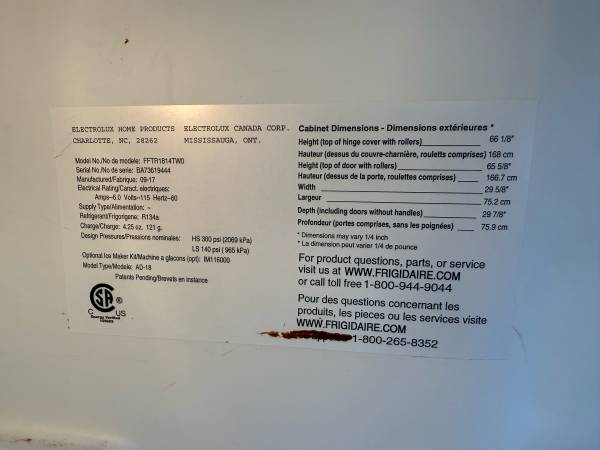 ELECTROLUX HOME PRODUCTS ELECTROLUX CANADA CORP.
CHARLOTTE, NC, 28262 MISSISSAUGA, ONT.
Model No./No de modele: FFTR1814TW0
Serial No./No de serie: BA73619444
Manufactured/Fabrique: 09-17
Electrical Rating/Caract. electriques:
Amps-6.0 Volts-115 Hertz-60
Supply Type/Alimentation: ~
Refrigerant/Frigorigene: R134a
Charge/Charge: 4.25 oz. 121 g.
Design Pressures/Pressions nominales: HS 300 psi (2069 kPa)
LS 140 psi ( 965 kPa)
Optional Ice Maker Kit/Machine a glacons (opt): IM116000
Model Type/Modele: AD-18
Patents Pending/Brevets en instance
CSA ®
C US
Energy Verified
Cabinet Dimensions - Dimensions extérieures *
Height (top of hinge cover with rollers) 66 1/8"
Hauteur (dessus du couvre-charnière, roulettes comprises) 168 cm
Height (top of door with rollers) 65 5/8"
Hauteur (dessus de la porte, roulettes comprises) 166.7 cm
Width 29 5/8"
Largeur 75.2 cm
Depth (including doors without handles) 29 7/8"
Profondeur (portes comprises, sans les poignées) 75.9 cm
* Dimensions may vary 1/4 inch
* La dimension peut varier 1/4 de pouce
For product questions, parts, or service
visit us at WWW.FRIGIDAIRE.COM
or call toll free 1-800-944-9044
Pour des questions concernant les
produits, les pieces ou les services visite
WWW.FRIGIDAIRE.COM
1-800-265-8352